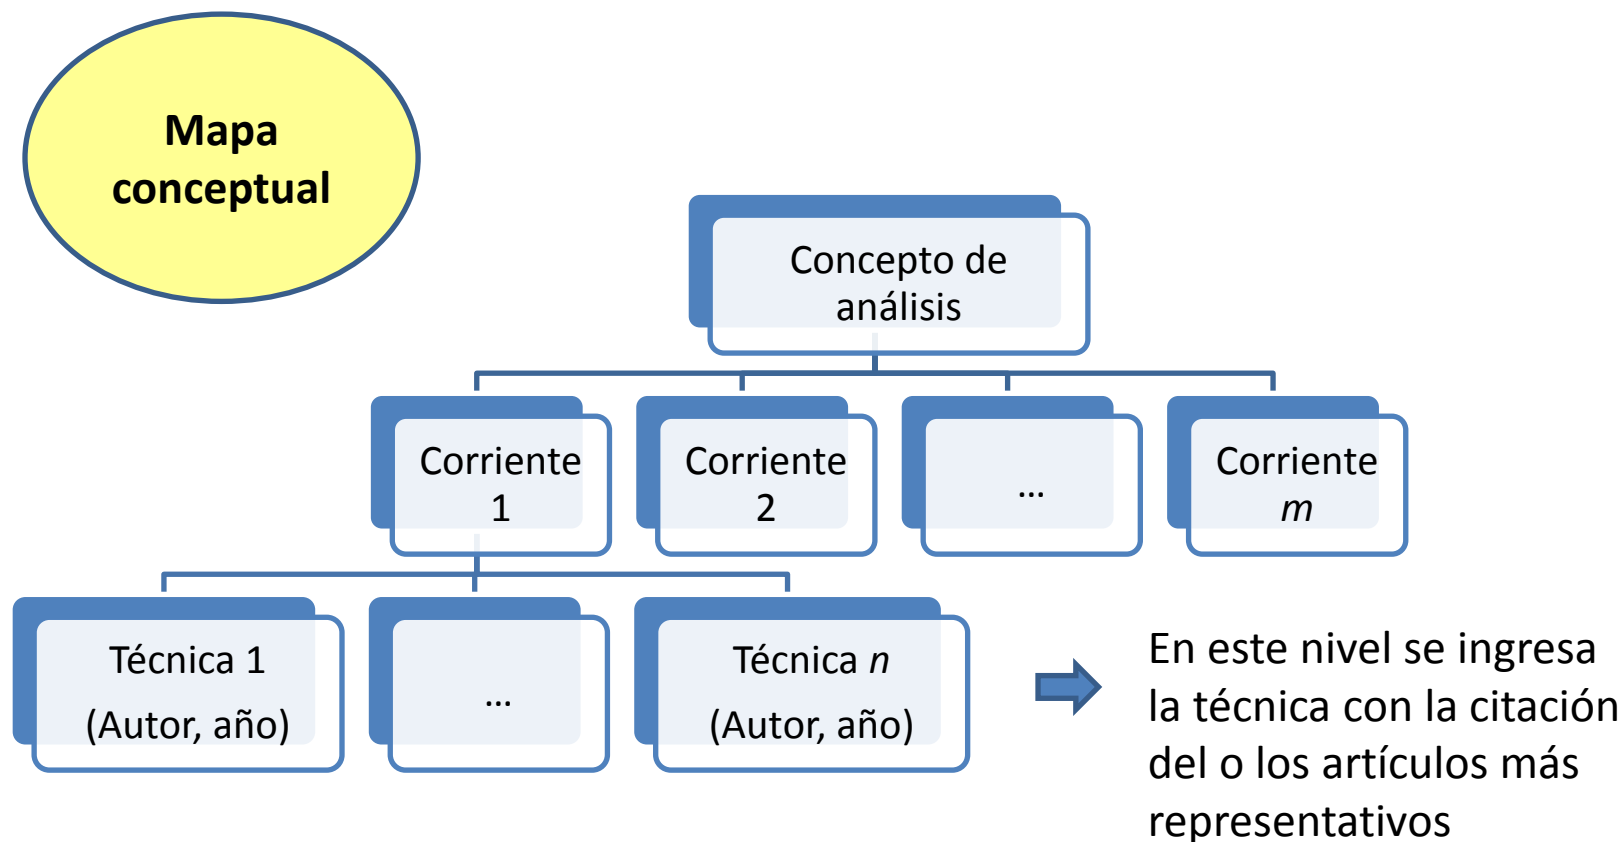 Mapa
conceptual
Concepto de
análisis
Corriente
1
Corriente
2
...
Corriente
m
Técnica 1
(Autor, año)
...
Técnica n
(Autor, año)
En este nivel se ingresa
la técnica con la citación
del o los artículos más
representativos